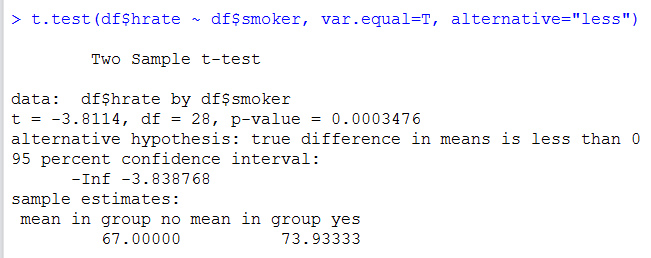 > t.test(df$hrate ~ df$smoker, var.equal=T, alternative="less")
Two Sample t-test
data:  df$hrate by df$smoker
t = -3.8114, df = 28, p-value = 0.0003476
alternative hypothesis: true difference in means is less than 0
95 percent confidence interval:
-Inf -3.838768
sample estimates:
mean in group no mean in group yes
67.00000 73.93333